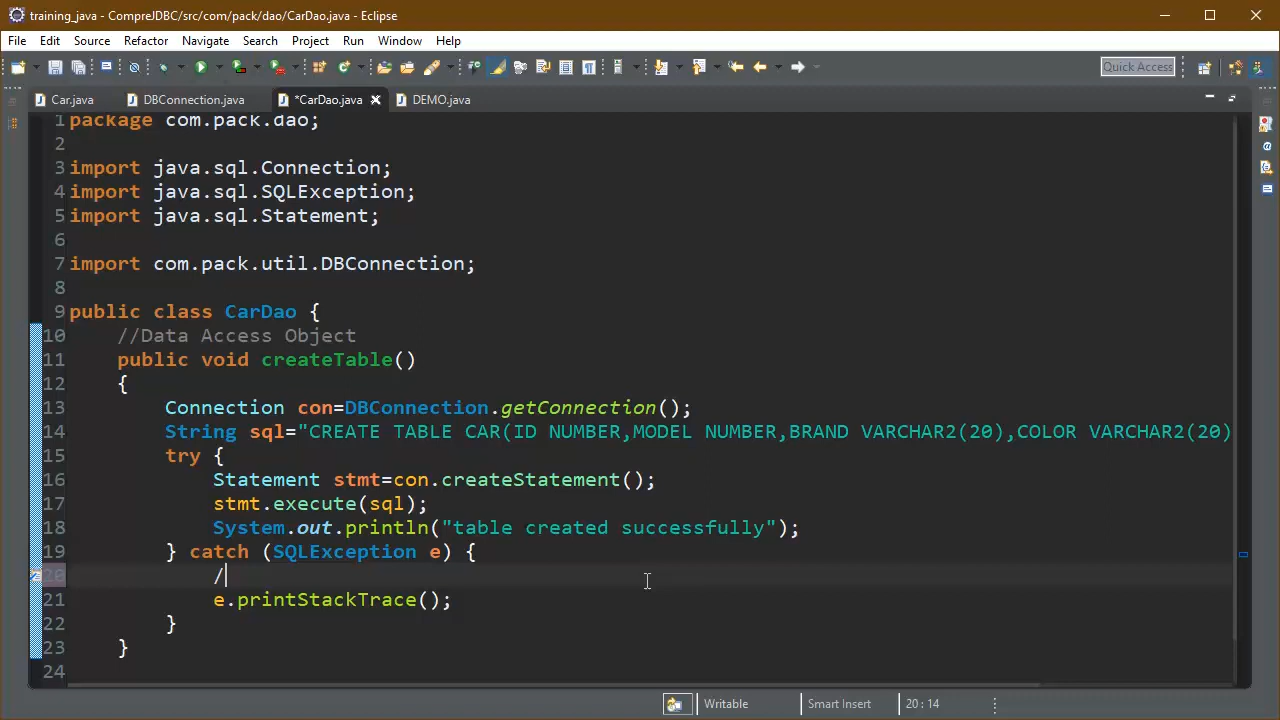 training_java - CompreJDBC/src/com/pack/dao/CarDao.java - Eclipse
File Edit Source Refactor Navigate Search Project Run Window Help
Quick Access
Car.java DBConnection.java *CarDao.java DEMO.java
1 package com.pack.dao;
2
3 import java.sql.Connection;
4 import java.sql.SQLException;
5 import java.sql.Statement;
6
7 import com.pack.util.DBConnection;
8
9 public class CarDao {
10 //Data Access Object
11 public void createTable()
12 {
13 Connection con=DBConnection.getConnection();
14 String sql="CREATE TABLE CAR(ID NUMBER,MODEL NUMBER,BRAND VARCHAR2(20),COLOR VARCHAR2(20)
15 try {
16 Statement stmt=con.createStatement();
17 stmt.execute(sql);
18 System.out.println("table created successfully");
19 } catch (SQLException e) {
20 /
21 e.printStackTrace();
22 }
23 }
24
Writable Smart Insert 20 : 14